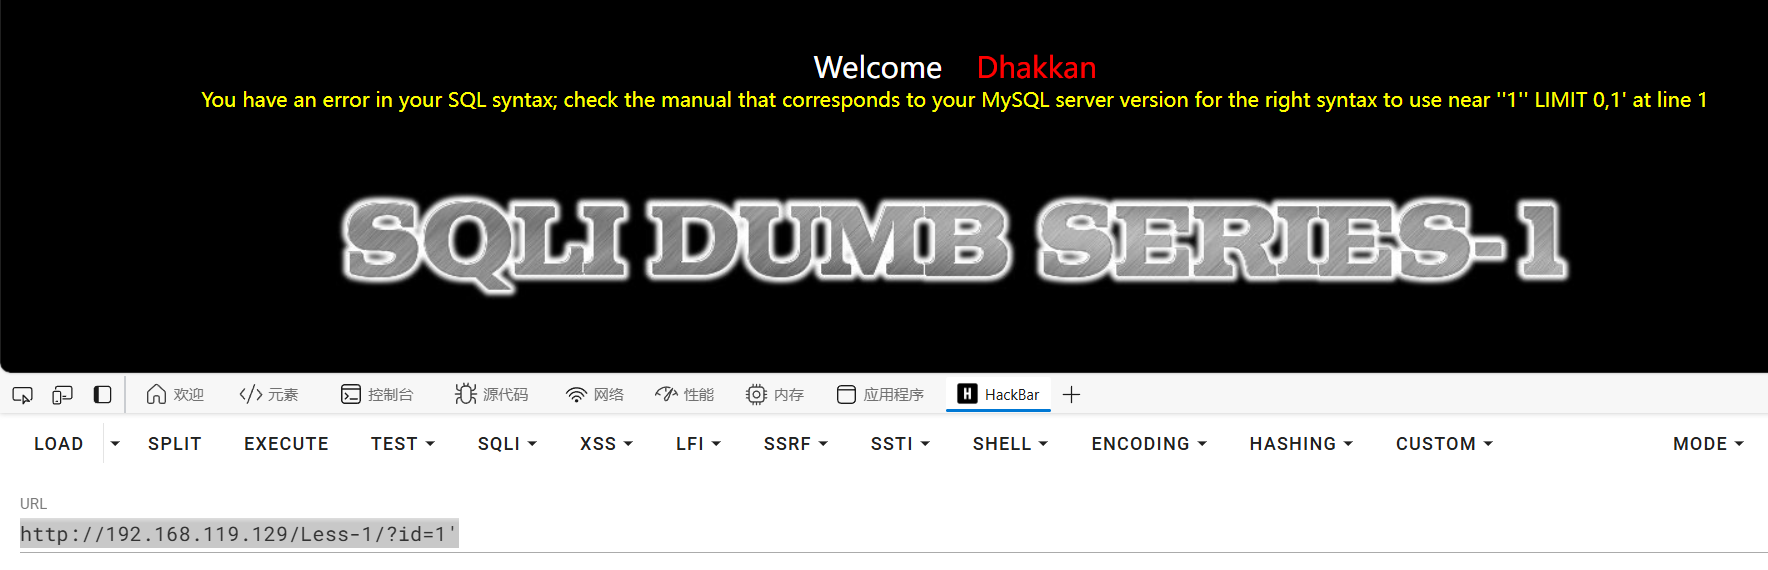 Welcome    Dhakkan
You have an error in your SQL syntax; check the manual that corresponds to your MySQL server version for the right syntax to use near ''1'' LIMIT 0,1' at line 1
SQLI DUMB SERIES-1
欢迎 元素 控制台 源代码 网络 性能 内存 应用程序 H HackBar
LOAD SPLIT EXECUTE TEST SQLI XSS LFI SSRF SSTI SHELL ENCODING HASHING CUSTOM MODE
URL
http://192.168.119.129/Less-1/?id=1'